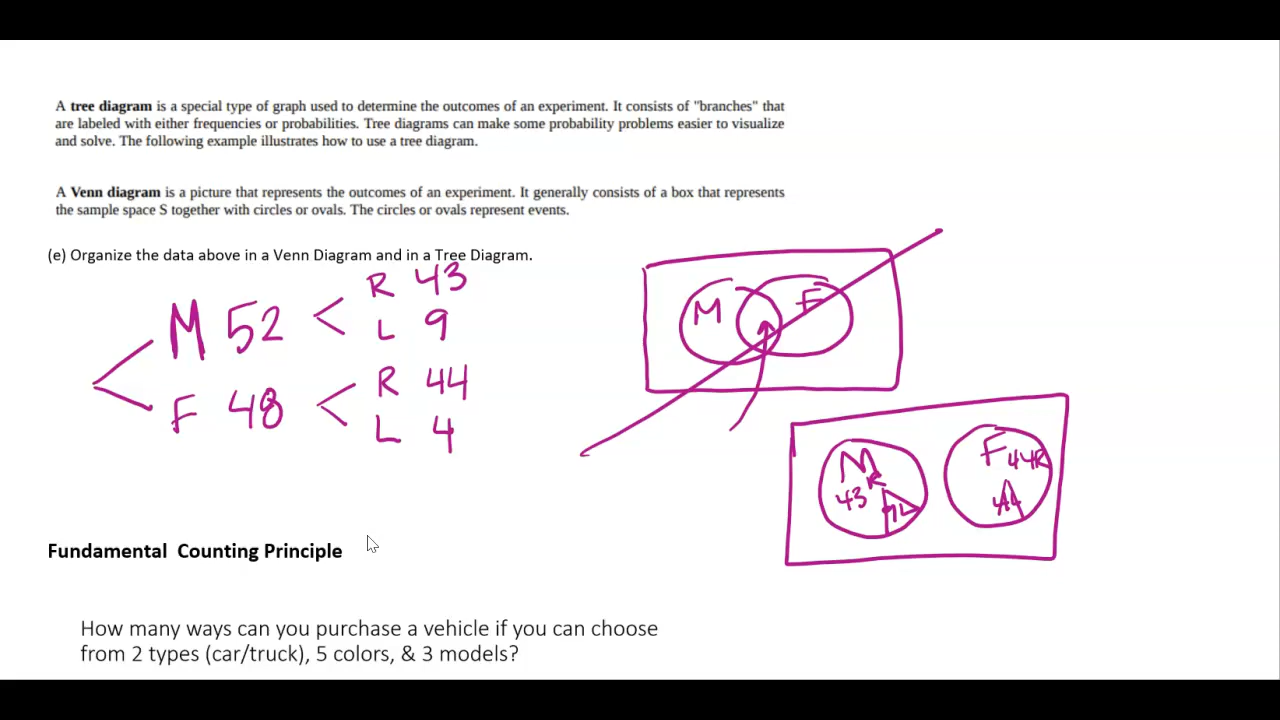 A tree diagram is a special type of graph used to determine the outcomes of an experiment. It consists of "branches" that
are labeled with either frequencies or probabilities. Tree diagrams can make some probability problems easier to visualize
and solve. The following example illustrates how to use a tree diagram.
A Venn diagram is a picture that represents the outcomes of an experiment. It generally consists of a box that represents
the sample space S together with circles or ovals. The circles or ovals represent events.
(e) Organize the data above in a Venn Diagram and in a Tree Diagram.
R 43
M 52
L 9
R 44
F 48
L 4
M F
M
43 R
F 44R
Fundamental Counting Principle
How many ways can you purchase a vehicle if you can choose
from 2 types (car/truck), 5 colors, & 3 models?